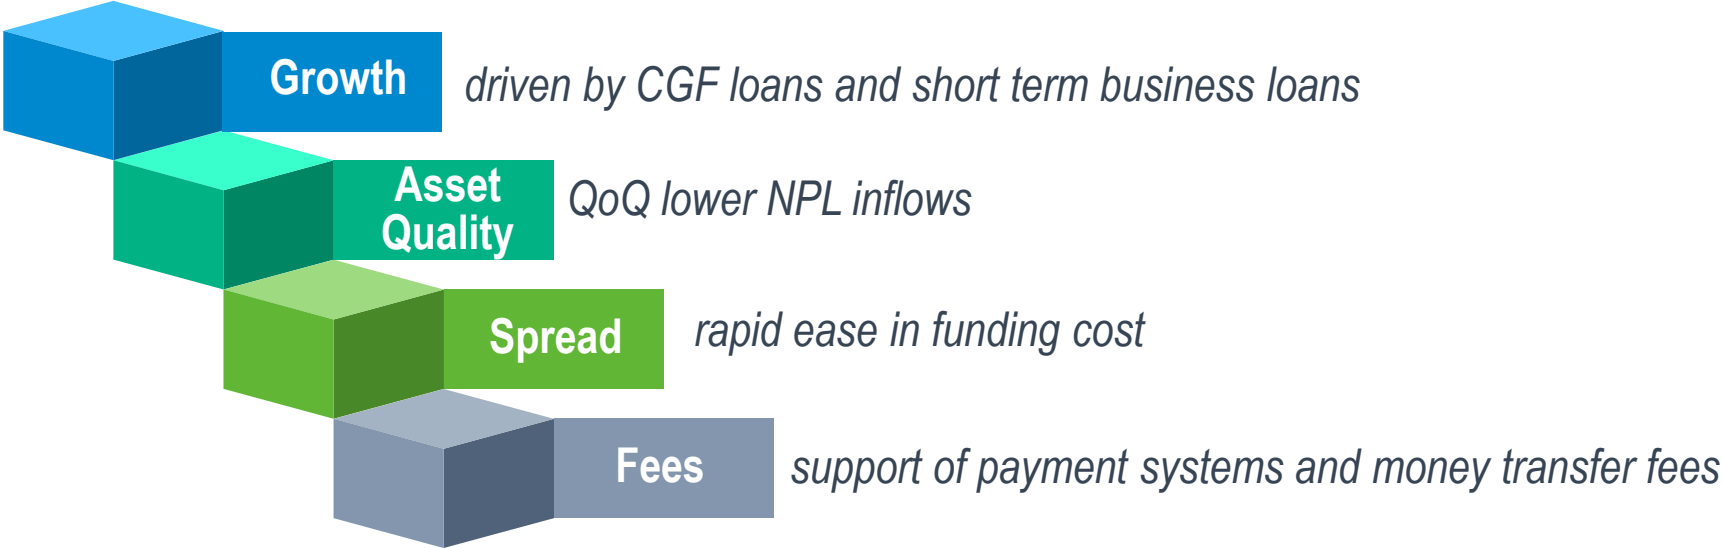 Growth
driven by CGF loans and short term business loans
Asset
Quality
QoQ lower NPL inflows
Spread
rapid ease in funding cost
Fees
support of payment systems and money transfer fees